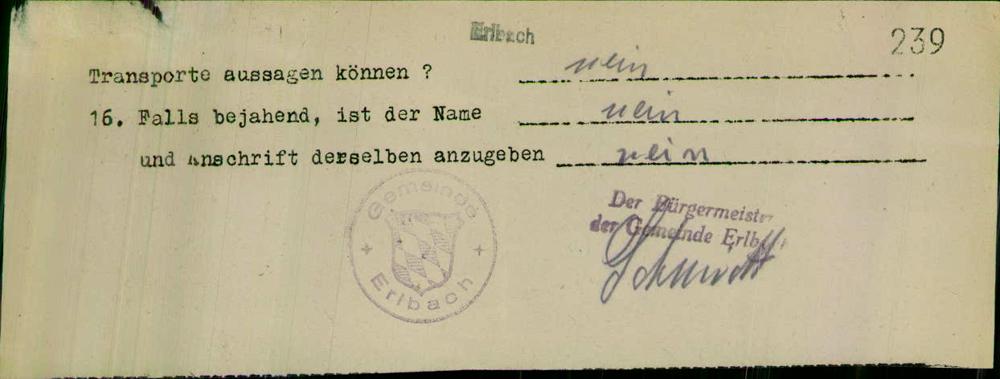 Erlbach
239
Transporte aussagen können ? nein
16. Falls bejahend, ist der Name nein
und Anschrift derselben anzugeben nein
Gemeinde
Erlbach
Der Bürgermeister
der Gemeinde Erlbach